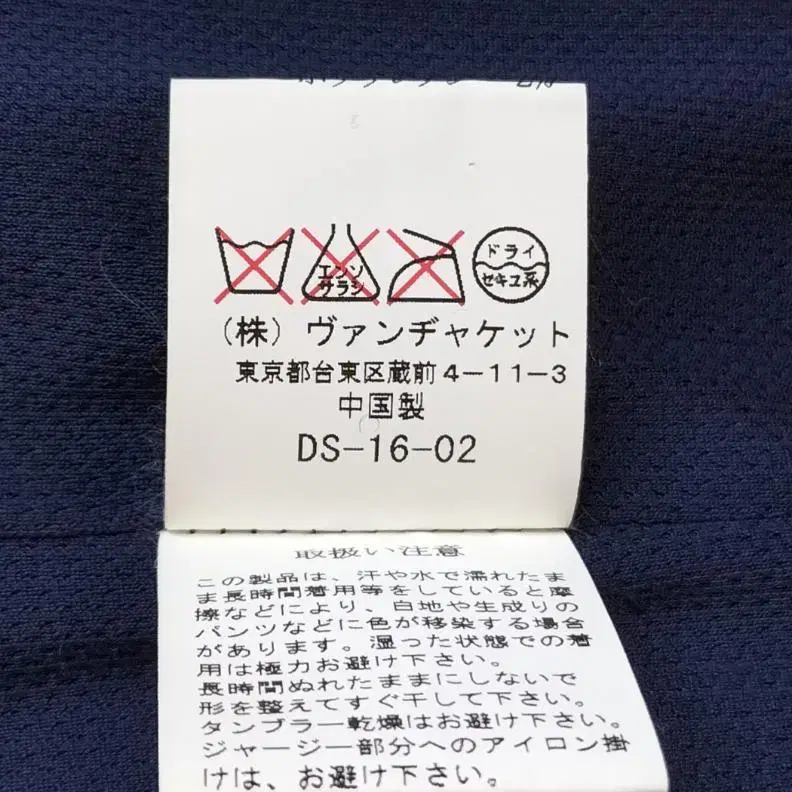 エンソ
サラシ
ドライ
セキユ系
(株) ヴァンヂャケット
東京都台東区蔵前4-11-3
中国製
DS-16-02
取扱い注意
この製品は、汗や水で濡れたま
ま長時間着用等をしていると摩
擦などにより、白地や生成りの
パンツなどに色が移染する場合
があります。湿った状態での着
用は極力お避け下さい。
長時間ぬれたままにしないで
形を整えてすぐ干して下さい。
タンブラー乾燥はお避け下さい。
ジャージー部分へのアイロン掛
けは、お避け下さい。